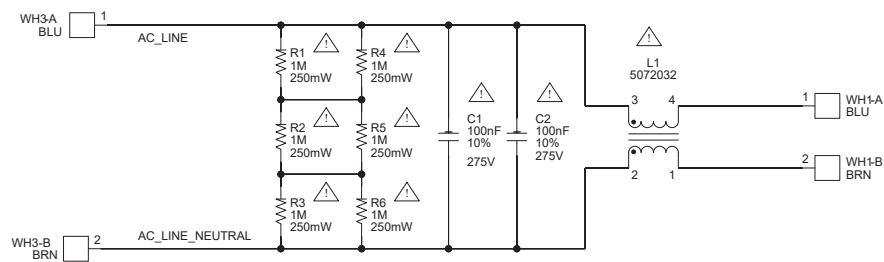 WH3-A
BLU
1
AC_LINE
R1
1M
250mW
!
R4
1M
250mW
!
R2
1M
250mW
!
R5
1M
250mW
!
R3
1M
250mW
!
R6
1M
250mW
!
!
C1
100nF
10%
275V
!
C2
100nF
10%
275V
!
L1
5072032
3 4
2 1
1
WH1-A
BLU
2
WH1-B
BRN
WH3-B
BRN
2
AC_LINE_NEUTRAL